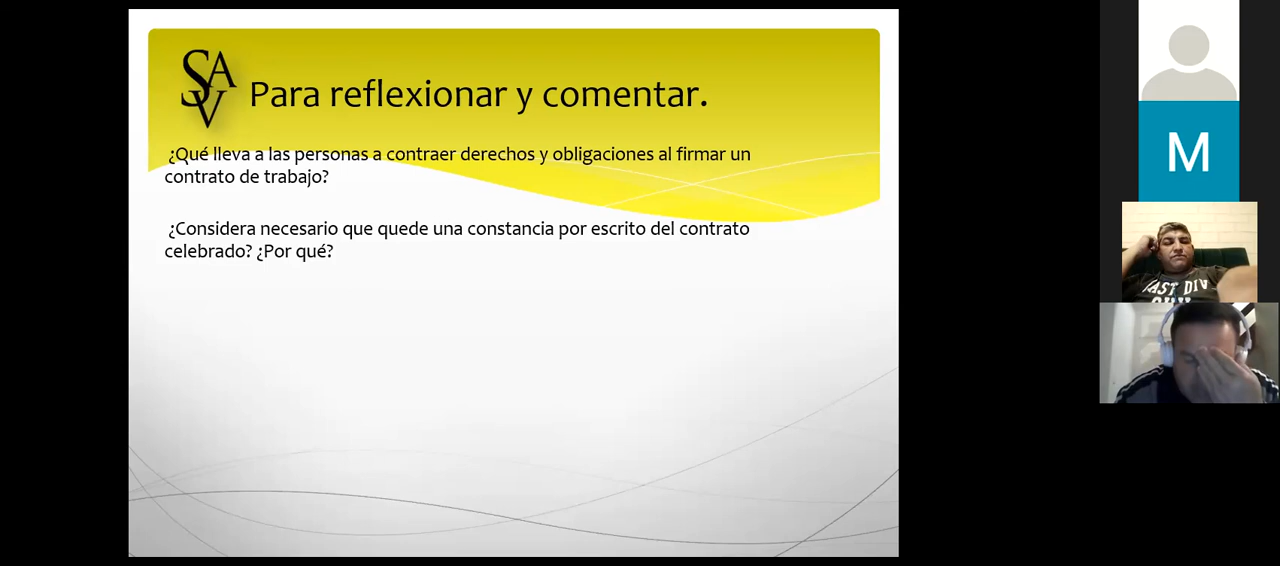 SAV
Para reflexionar y comentar.
¿Qué lleva a las personas a contraer derechos y obligaciones al firmar un
contrato de trabajo?
¿Considera necesario que quede una constancia por escrito del contrato
celebrado? ¿Por qué?
M